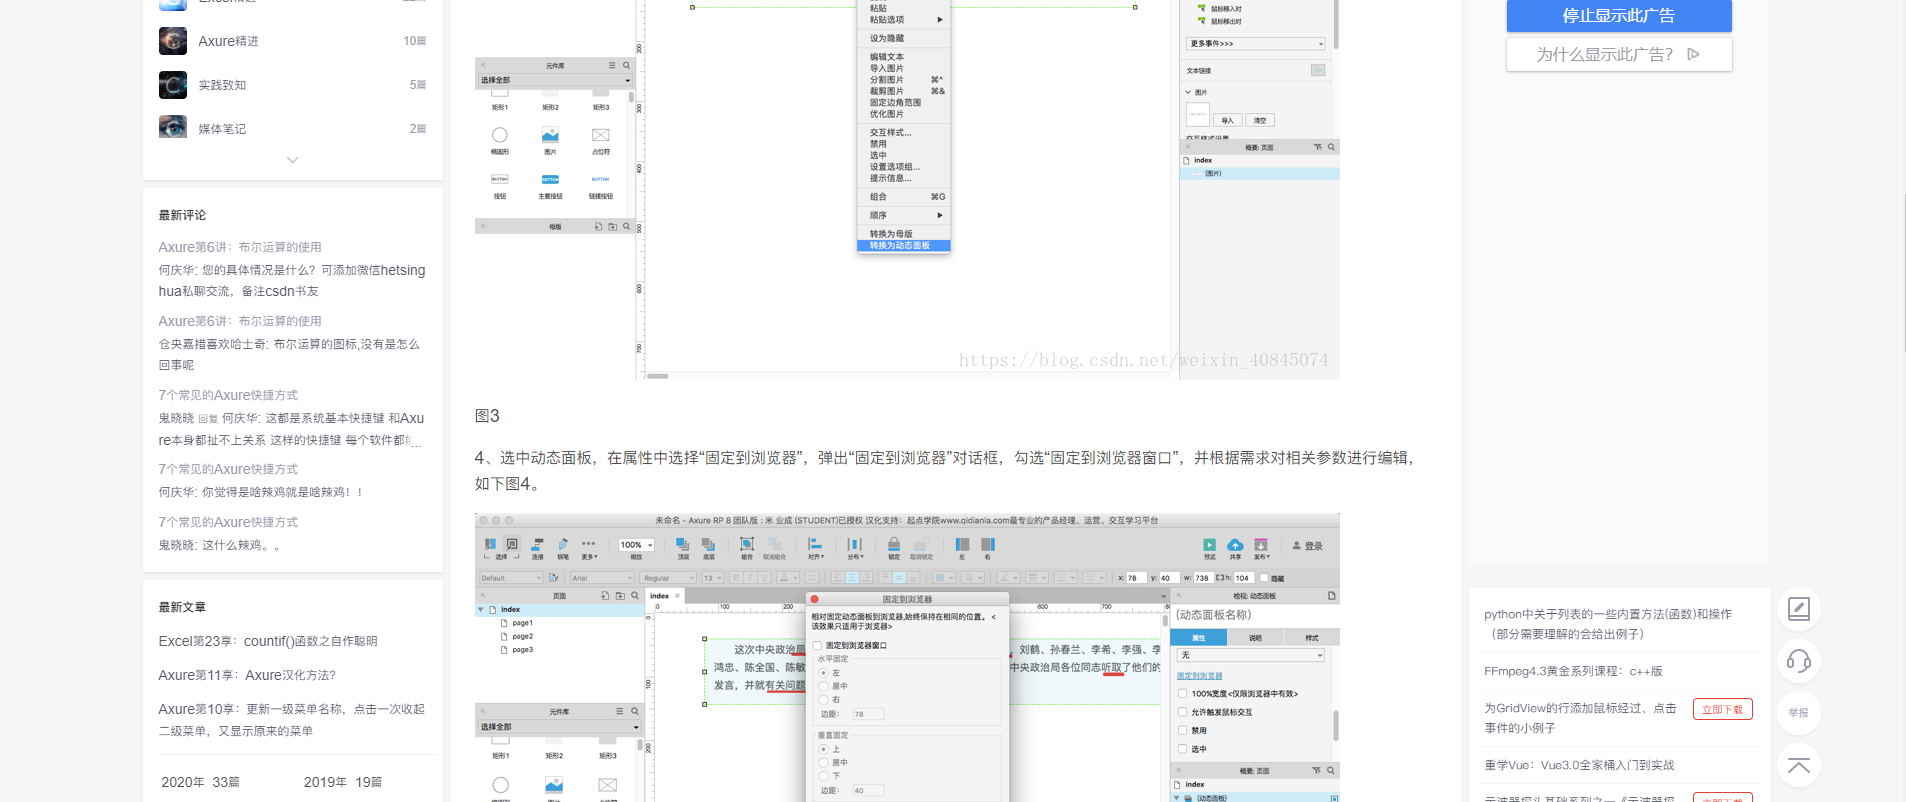 Axure精进 10篇
实践致知 5篇
媒体笔记 2篇
最新评论
Axure第6讲：布尔运算的使用
何庆华: 您的具体情况是什么？可添加微信hetsing
hua私聊交流，备注csdn书友
Axure第6讲：布尔运算的使用
仓央嘉措喜欢哈士奇: 布尔运算的图标,没有是怎么
回事呢
7个常见的Axure快捷方式
鬼晓晓 回复 何庆华: 这都是系统基本快捷键 和Axu
re本身都扯不上关系 这样的快捷键 每个软件都
...
7个常见的Axure快捷方式
何庆华: 你觉得是啥辣鸡就是啥辣鸡！！
7个常见的Axure快捷方式
鬼晓晓: 这什么辣鸡。。
最新文章
Excel第23享：countif()函数之自作聪明
Axure第11享：Axure汉化方法?
Axure第10享：更新一级菜单名称，点击一次收起
二级菜单，又显示原来的菜单
2020年 33篇
2019年 19篇
元件库
选择全部
矩形1
矩形2
矩形3
椭圆形
图片
占位符
BUTTON
BUTTON
BUTTON
按钮
主要按钮
链接按钮
母版
200
300
400
500
600
700
粘贴
粘贴选项
设为隐藏
编辑文本
导入图片
分割图片 ⌘^
裁剪图片 ⌘&
固定边角范围
优化图片
交互样式...
禁用
选中
设置选项组...
提示信息...
组合 ⌘G
顺序
转换为母版
转换为动态面板
鼠标移入时
鼠标移出时
更多事件>>>
文本链接
图片
导入
清空
概要: 页面
index
(图片)
https://blog.csdn.net/weixin_40845074
图3
4、选中动态面板，在属性中选择“固定到浏览器”，弹出“固定到浏览器”对话框，勾选“固定到浏览器窗口”，并根据需求对相关参数进行编辑，
如下图4。
未命名 - Axure RP 8 团队版 : 米 业成 (STUDENT)已授权 汉化支持：起点学院www.qidianla.com最专业的产品经理、运营、交互学习平台
选择
连接
钢笔
更多
100%
缩放
顶层
底层
组合
取消组合
对齐
分布
锁定
取消锁定
左
右
预览
共享
发布
登录
Default
Arial
Regular
13
B
I
U
x: 78
y: 40
w: 738
h: 104
隐藏
页面
index
page1
page2
page3
元件库
选择全部
矩形1
矩形2
矩形3
图片
index
0
100
200
600
700
0
100
200
这次中央政治局
鸿忠、陈全国、陈敏
发言，并就有关问题
刘鹤、孙春兰、李希、李强、李
中央政治局各位同志听取了他们的
固定到浏览器
相对固定动态面板到浏览器,始终保持在相同的位置。 <
该效果只适用于浏览器>
固定到浏览器窗口
水平固定
左
居中
右
边距: 78
垂直固定
上
居中
下
边距: 40
检视: 动态面板
(动态面板名称)
属性
说明
样式
无
固定到浏览器
100%宽度<仅限浏览器中有效>
允许触发鼠标交互
禁用
选中
概要: 页面
index
(动态面板)
停止显示此广告
为什么显示此广告？
python中关于列表的一些内置方法(函数)和操作
（部分需要理解的会给出例子）
FFmpeg4.3黄金系列课程：c++版
为GridView的行添加鼠标经过、点击
事件的小例子
立即下载
重学Vue：Vue3.0全家桶入门到实战
举报